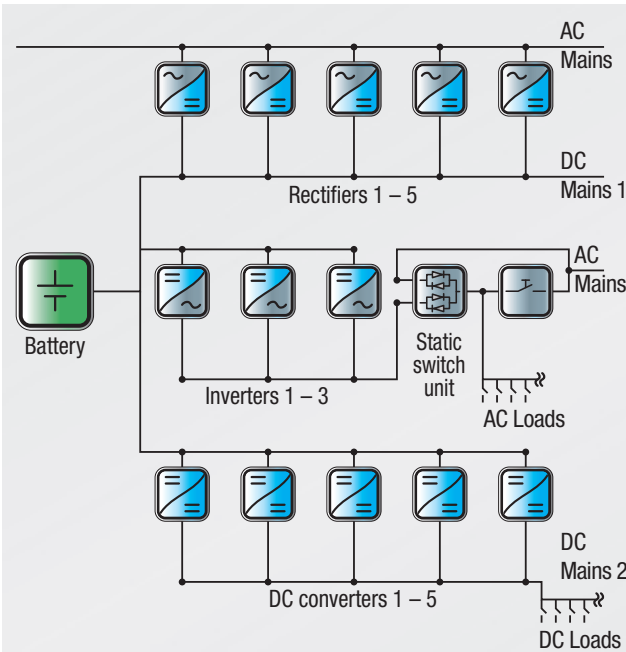 AC
Mains
DC
Mains 1
Rectifiers 1 – 5
AC
Mains
Battery
Static
switch
unit
Inverters 1 – 3
AC Loads
DC
Mains 2
DC converters 1 – 5
DC Loads